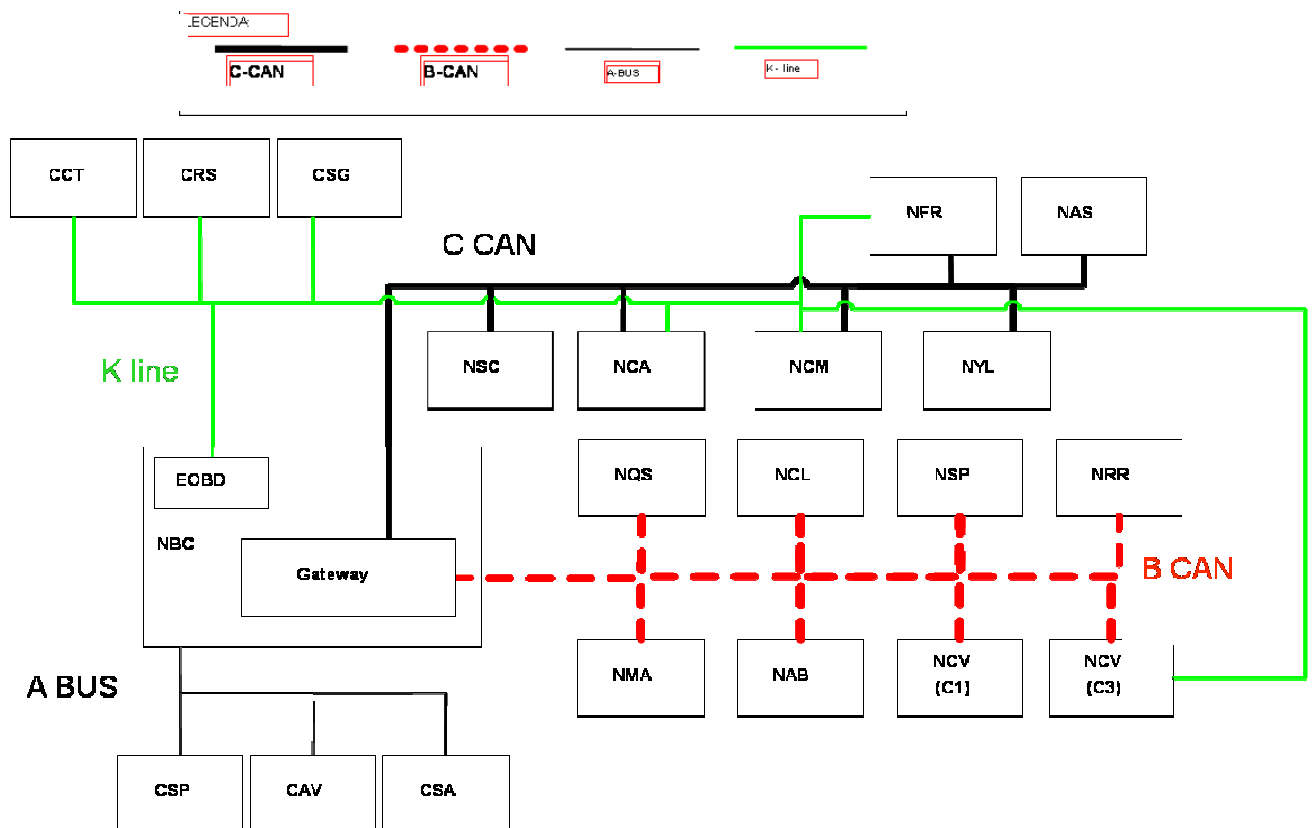 LEGENDA:
C-CAN
B-CAN
A-BUS
K - line
CCT
CRS
CSG
NFR
NAS
C CAN
NSC
NCA
NCM
NYL
K line
EOBD
NBC
Gateway
NQS
NCL
NSP
NRR
B CAN
NMA
NAB
NCV
(C1)
NCV
(C3)
A BUS
CSP
CAV
CSA